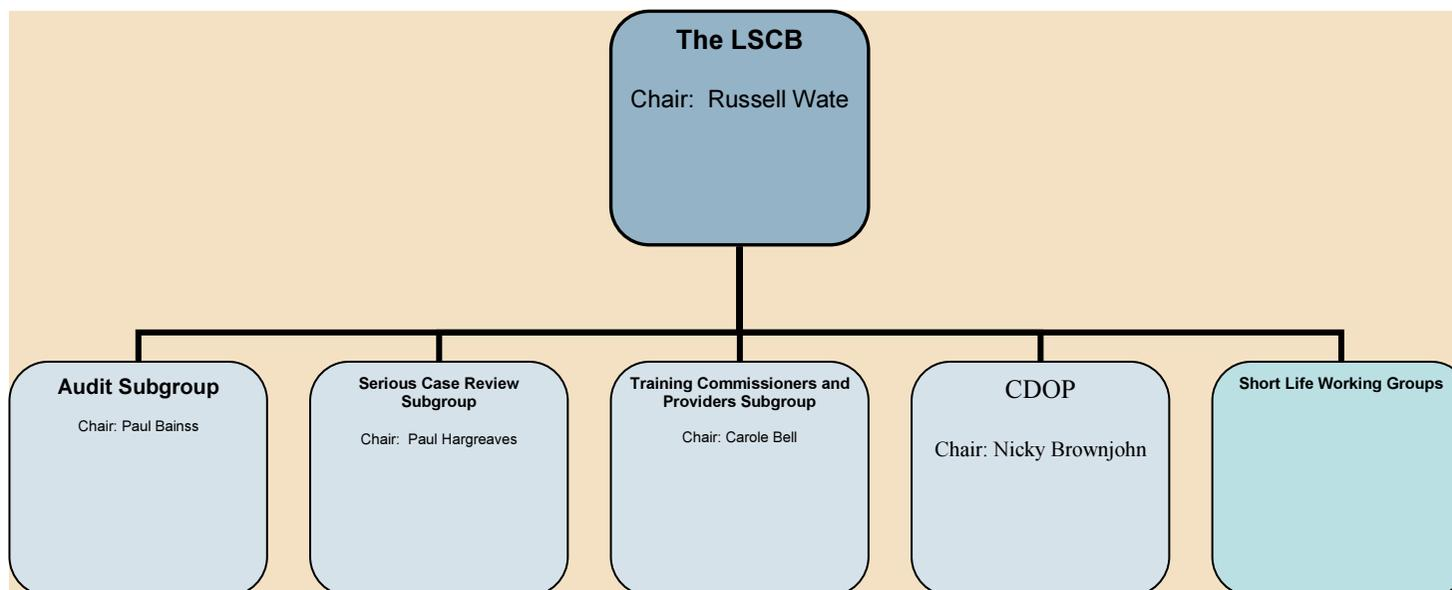 The LSCB
Chair:  Russell Wate
Audit Subgroup
Chair: Paul Bainss
Serious Case Review
Subgroup
Chair:  Paul Hargreaves
Training Commissioners and
Providers Subgroup
Chair: Carole Bell
CDOP
Chair: Nicky Brownjohn
Short Life Working Groups